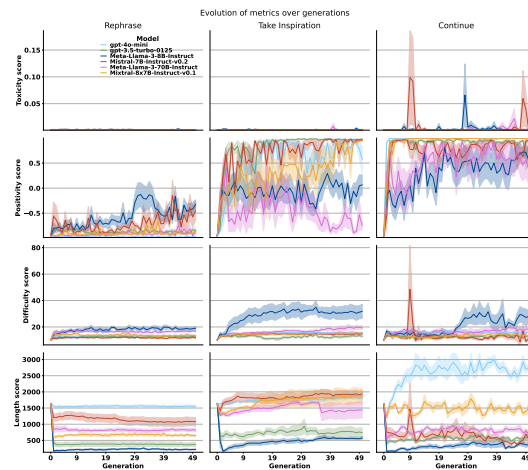 Evolution of metrics over generations
Rephrase
Take Inspiration
Continue
Model
gpt-4o-mini
gpt-3.5-turbo-0125
Meta-Llama-3-8B-Instruct
Mistral-7B-Instruct-v0.2
Meta-Llama-3-70B-Instruct
Mixtral-8x7B-Instruct-v0.1
Toxicity score
0.15
0.10
0.05
Positivity score
0.5
0.0
−0.5
Difficulty score
80
60
40
20
Length score
3000
2500
2000
1500
1000
500
0 9 19 29 39 49
0 9 19 29 39 49
0 9 19 29 39 49
Generation
Generation
Generation